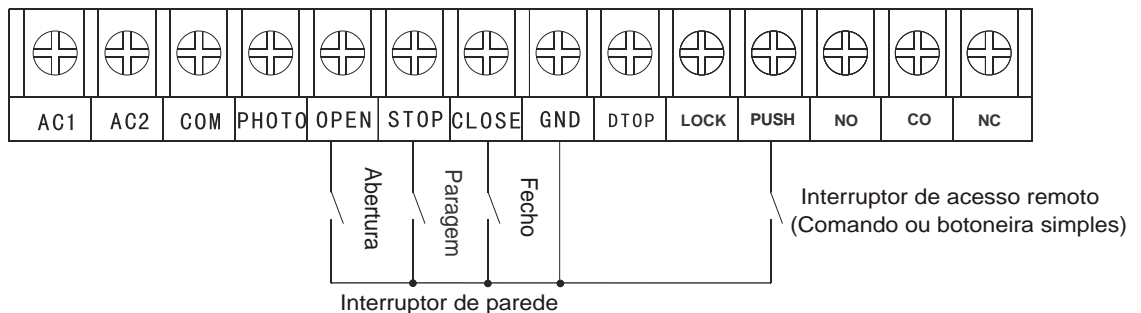 AC1 AC2 COM PHOTO OPEN STOP CLOSE GND DTOP LOCK PUSH NO CO NC
Abertura
Paragem
Fecho
Interruptor de acesso remoto
(Comando ou botoneira simples)
Interruptor de parede